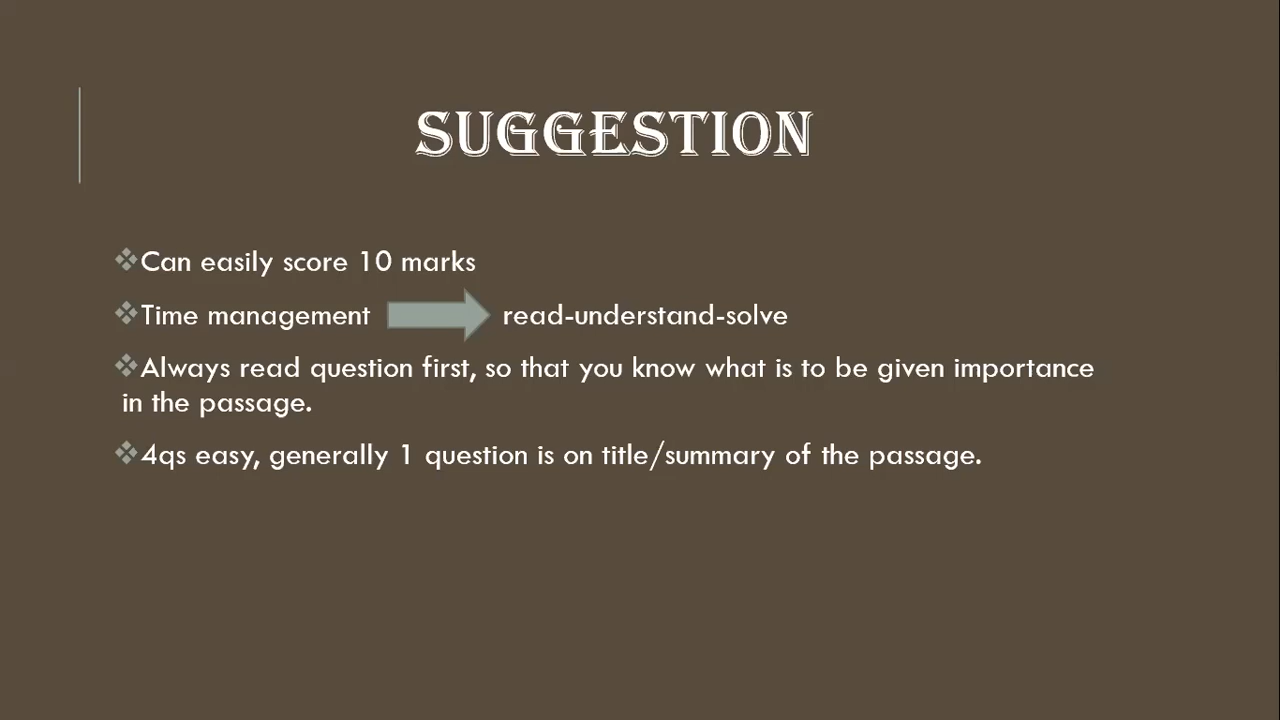 SUGGESTION
Can easily score 10 marks
Time management read-understand-solve
Always read question first, so that you know what is to be given importance
in the passage.
4qs easy, generally 1 question is on title/summary of the passage.